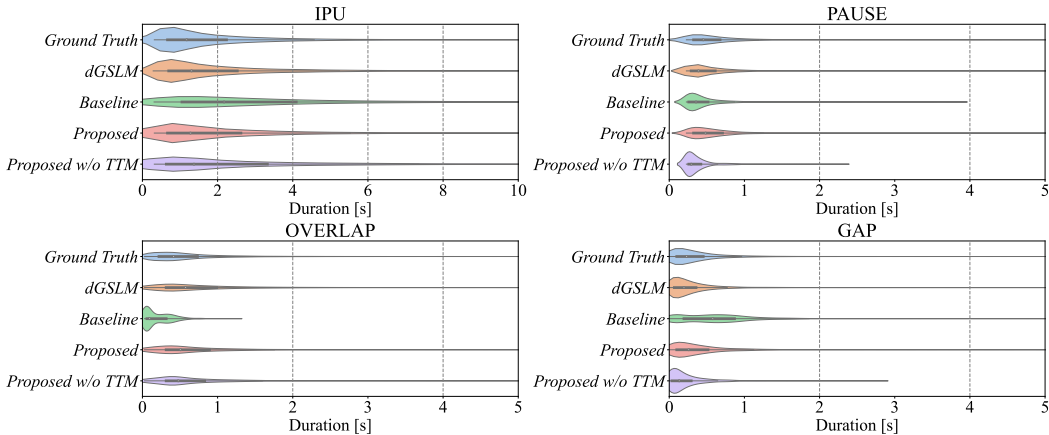 IPU
Ground Truth
dGSLM
Baseline
Proposed
Proposed w/o TTM
0 2 4 6 8 10
Duration [s]
PAUSE
Ground Truth
dGSLM
Baseline
Proposed
Proposed w/o TTM
0 1 2 3 4 5
Duration [s]
OVERLAP
Ground Truth
dGSLM
Baseline
Proposed
Proposed w/o TTM
0 1 2 3 4 5
Duration [s]
GAP
Ground Truth
dGSLM
Baseline
Proposed
Proposed w/o TTM
0 1 2 3 4 5
Duration [s]